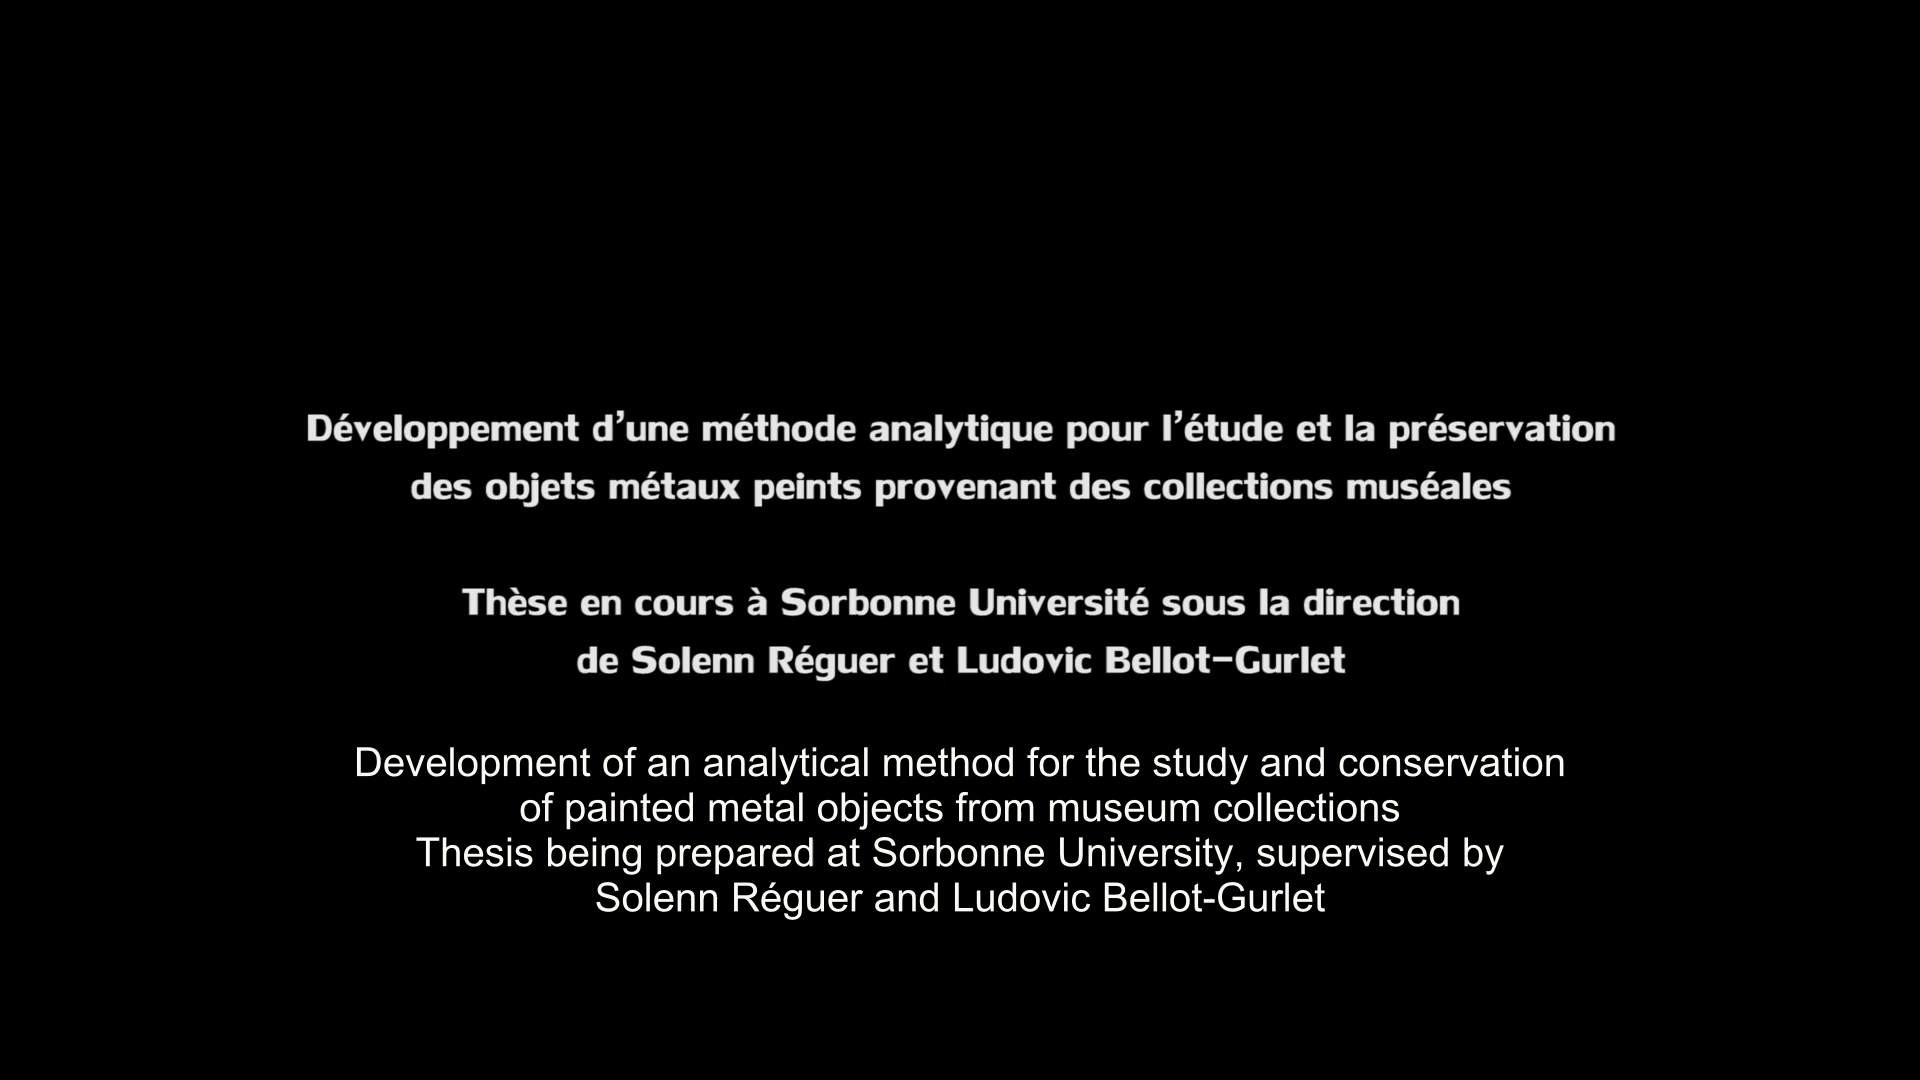 Développement d’une méthode analytique pour l’étude et la préservation
des objets métaux peints provenant des collections muséales
Thèse en cours à Sorbonne Université sous la direction
de Solenn Réguer et Ludovic Bellot-Gurlet
Development of an analytical method for the study and conservation
of painted metal objects from museum collections
Thesis being prepared at Sorbonne University, supervised by
Solenn Réguer and Ludovic Bellot-Gurlet